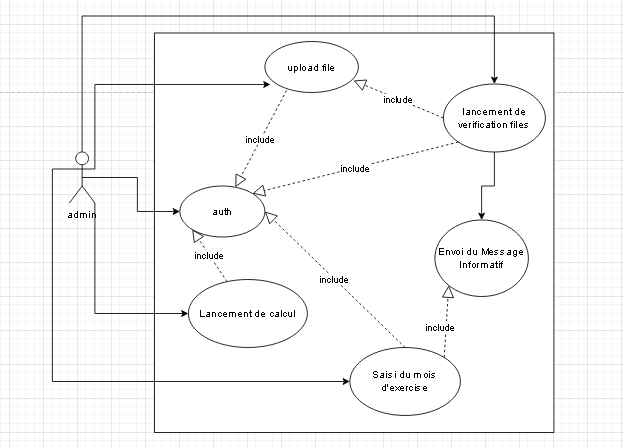 upload file
include
lancement de
verification files
include
include
admin
auth
include
Envoi du Message
Informatif
include
Lancement de calcul
include
Saisi du mois
d'exercise